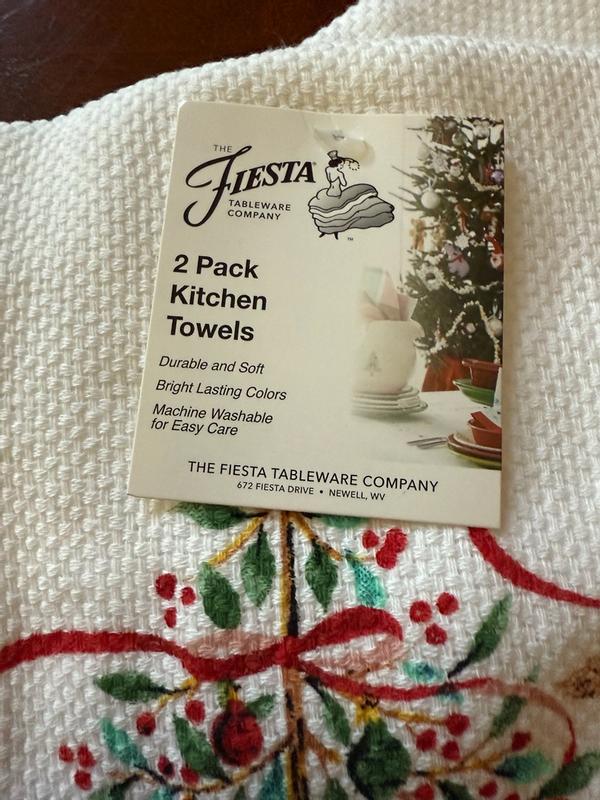 THE
FIESTA®
TABLEWARE
COMPANY
™
2 Pack
Kitchen
Towels
Durable and Soft
Bright Lasting Colors
Machine Washable
for Easy Care
THE FIESTA TABLEWARE COMPANY
672 FIESTA DRIVE • NEWELL, WV